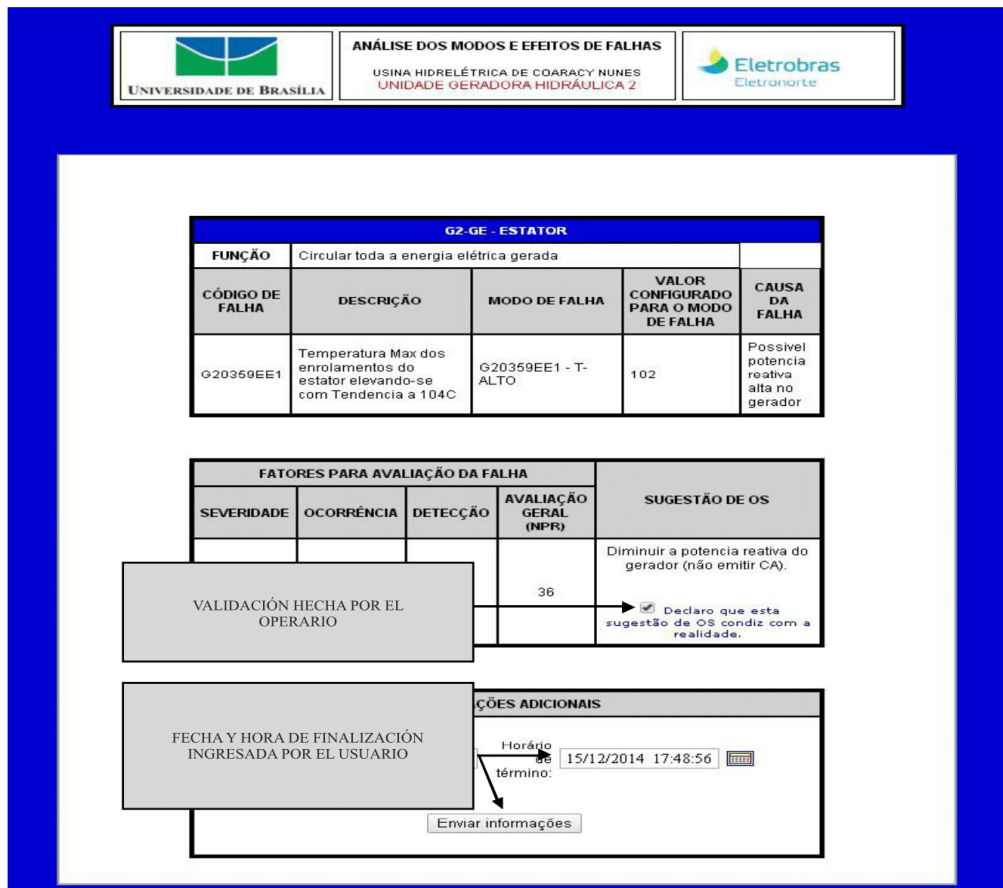 UNIVERSIDADE DE BRASÍLIA
ANÁLISE DOS MODOS E EFEITOS DE FALHAS
USINA HIDRELÉTRICA DE COARACY NUNES
UNIDADE GERADORA HIDRÁULICA 2
Eletrobras
Eletronorte
G2-GE - ESTATOR
FUNÇÃO
Circular toda a energia elétrica gerada
CÓDIGO DE
FALHA
DESCRIÇÃO
MODO DE FALHA
VALOR
CONFIGURADO
PARA O MODO
DE FALHA
CAUSA
DA
FALHA
G20359EE1
Temperatura Max dos
enrolamentos do
estator elevando-se
com Tendencia a 104C
G20359EE1 - T-
ALTO
102
Possivel
potencia
reativa
alta no
gerador
FATORES PARA AVALIAÇÃO DA FALHA
SUGESTÃO DE OS
SEVERIDADE
OCORRÊNCIA
DETECÇÃO
AVALIAÇÃO
GERAL
(NPR)
36
Diminuir a potencia reativa do
gerador (não emitir CA).
Declaro que esta
sugestão de OS condiz com a
realidade.
VALIDACIÓN HECHA POR EL
OPERARIO
ÇÕES ADICIONAIS
FECHA Y HORA DE FINALIZACIÓN
INGRESADA POR EL USUARIO
Horário
de
término:
15/12/2014 17:48:56
Enviar informações